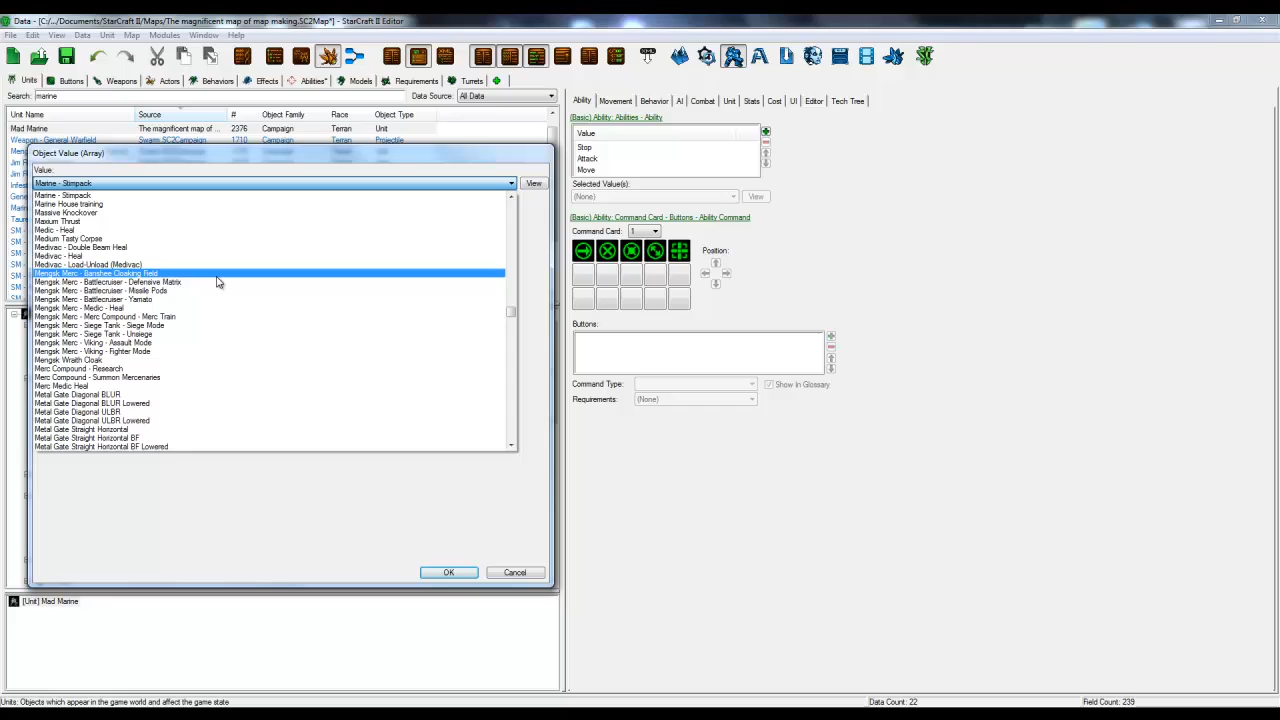 Data - [C:/.../Documents/StarCraft II/Maps/The magnificent map of map making.SC2Map*] - StarCraft II Editor
File Edit View Data Unit Map Modules Window Help
Units Buttons Weapons Actors Behaviors Effects Abilities* Models Requirements Turrets
Search: marine Data Source: All Data
Unit Name Source # Object Family Race Object Type
Mad Marine The magnificent map of ... 2376 Campaign Terran Unit
Weapon - General Warfield Swarm.SC2Campaign 1710 Campaign Terran Projectile
Object Value (Array)
Value:
Marine - Stimpack View
Marine - Stimpack
Marine House training
Massive Knockover
Maxium Thrust
Medic - Heal
Medium Tasty Corpse
Medivac - Double Beam Heal
Medivac - Heal
Medivac - Load-Unload (Medivac)
Mengsk Merc - Banshee Cloaking Field
Mengsk Merc - Battlecruiser - Defensive Matrix
Mengsk Merc - Battlecruiser - Missile Pods
Mengsk Merc - Battlecruiser - Yamato
Mengsk Merc - Medic - Heal
Mengsk Merc - Merc Compound - Merc Train
Mengsk Merc - Siege Tank - Siege Mode
Mengsk Merc - Siege Tank - Unsiege
Mengsk Merc - Viking - Assault Mode
Mengsk Merc - Viking - Fighter Mode
Mengsk Wraith Cloak
Merc Compound - Research
Merc Compound - Summon Mercenaries
Merc Medic Heal
Metal Gate Diagonal BLUR
Metal Gate Diagonal BLUR Lowered
Metal Gate Diagonal ULBR
Metal Gate Diagonal ULBR Lowered
Metal Gate Straight Horizontal
Metal Gate Straight Horizontal BF
Metal Gate Straight Horizontal BF Lowered
OK Cancel
[Unit] Mad Marine
Ability Movement Behavior AI Combat Unit Stats Cost UI Editor Tech Tree
(Basic) Ability: Abilities - Ability
Value
Stop
Attack
Move
Selected Value(s):
(None) View
(Basic) Ability: Command Card - Buttons - Ability Command
Command Card: 1
Position:
Buttons:
Command Type: Show in Glossary
Requirements: (None)
Units: Objects which appear in the game world and affect the game state Data Count: 22 Field Count: 239